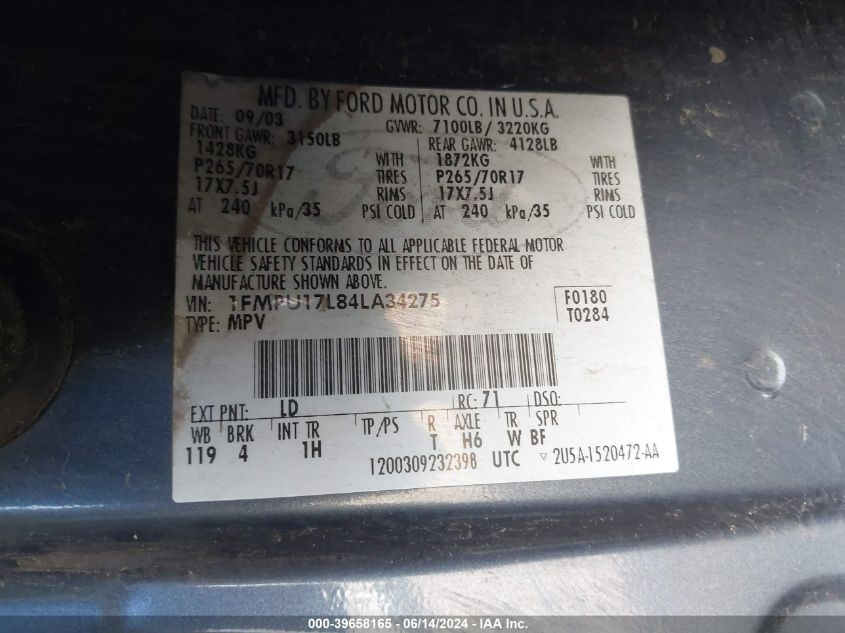 MFD. BY FORD MOTOR CO. IN U.S.A.
DATE: 09/03 GVWR: 7100LB / 3220KG
FRONT GAWR: 3150LB REAR GAWR: 4128LB
1428KG WITH 1872KG WITH
P265/70R17 TIRES P265/70R17 TIRES
17X7.5J RIMS 17X7.5J RIMS
AT 240 kPa/35 PSI COLD AT 240 kPa/35 PSI COLD
THIS VEHICLE CONFORMS TO ALL APPLICABLE FEDERAL MOTOR
VEHICLE SAFETY STANDARDS IN EFFECT ON THE DATE OF
MANUFACTURE SHOWN ABOVE.
VIN: 1FMPU17L84LA34275 F0180
TYPE: MPV T0284
EXT PNT: LD RC: 71 DSO:
WB BRK INT TR TP/PS R AXLE TR SPR
119 4 1H T H6 W BF
1200309232398 UTC ▽ 2U5A-1520472-AA
000-39658165 - 06/14/2024 - IAA Inc.